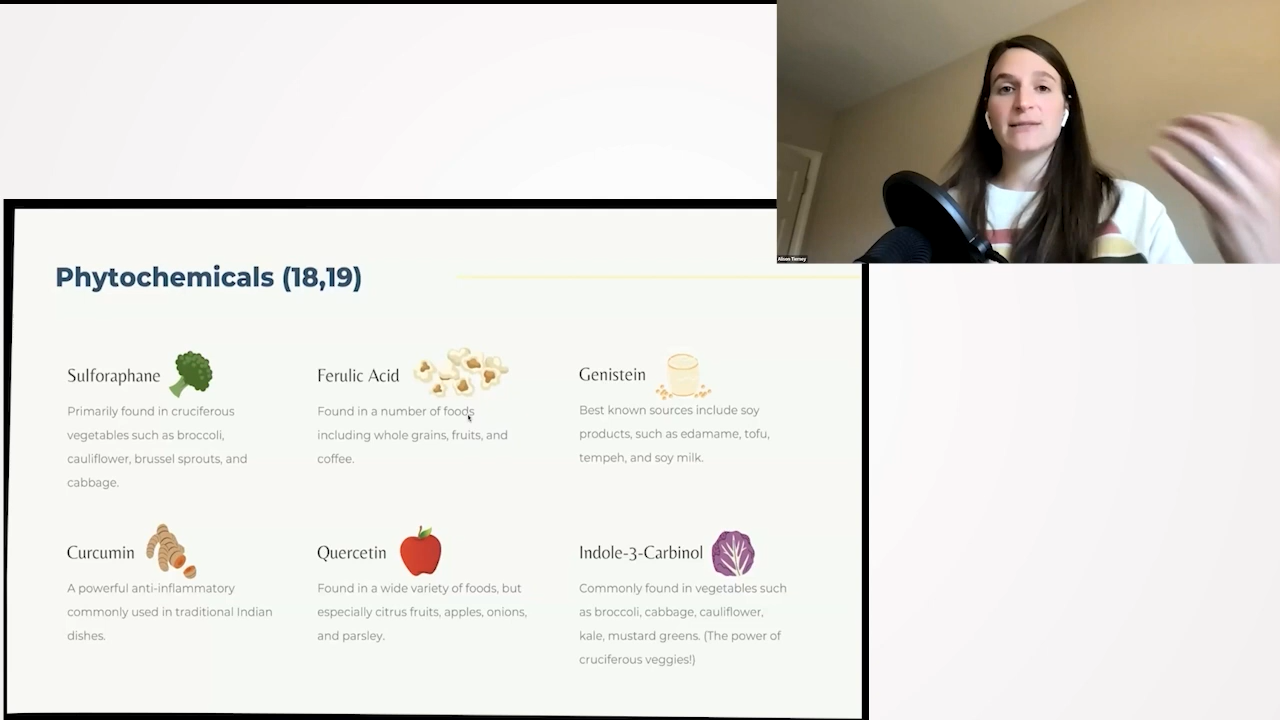 Alison Tierney
Phytochemicals (18,19)
Sulforaphane
Primarily found in cruciferous
vegetables such as broccoli,
cauliflower, brussel sprouts, and
cabbage.
Ferulic Acid
Found in a number of foods
including whole grains, fruits, and
coffee.
Genistein
Best known sources include soy
products, such as edamame, tofu,
tempeh, and soy milk.
Curcumin
A powerful anti-inflammatory
commonly used in traditional Indian
dishes.
Quercetin
Found in a wide variety of foods, but
especially citrus fruits, apples, onions,
and parsley.
Indole-3-Carbinol
Commonly found in vegetables such
as broccoli, cabbage, cauliflower,
kale, mustard greens. (The power of
cruciferous veggies!)